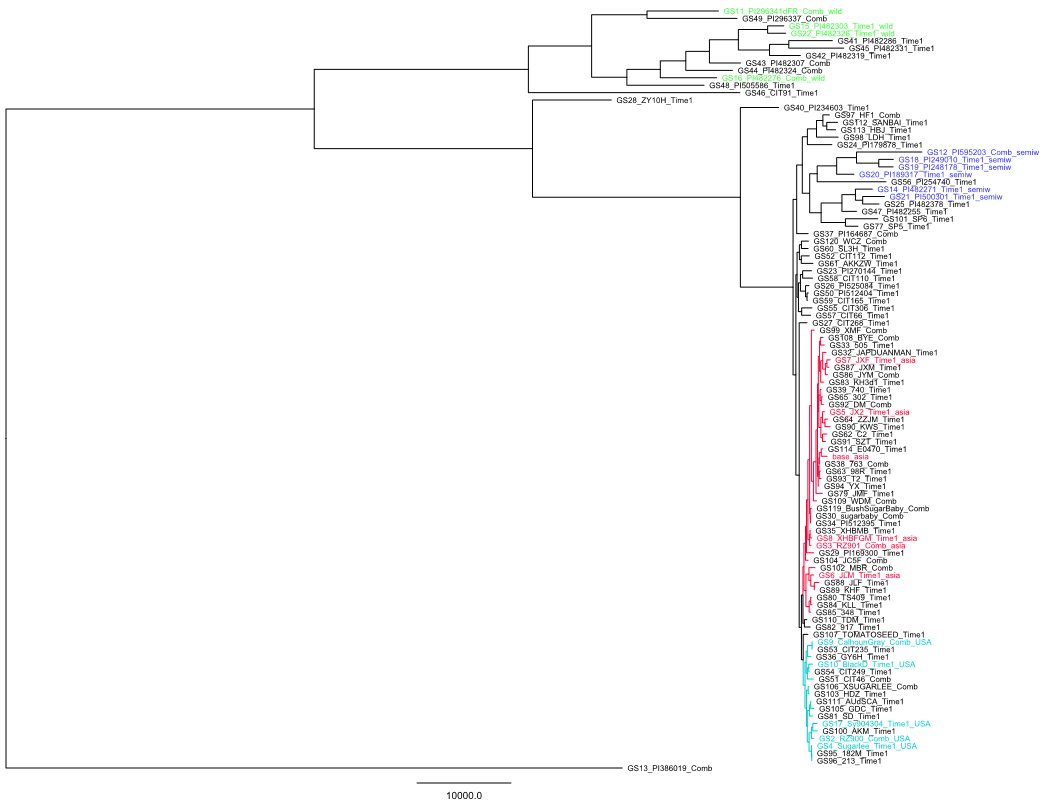 GS11_PI296341dFR_Comb_wild
GS49_PI296337_Comb
GS15_PI482303_Time1_wild
GS22_PI482326_Time1_wild
GS41_PI482286_Time1
GS45_PI482331_Time1
GS42_PI482319_Time1
GS43_PI482307_Comb
GS44_PI482324_Comb
GS16_PI482276_Comb_wild
GS48_PI505586_Time1
GS46_CIT91_Time1
GS28_ZY10H_Time1
GS40_PI234603_Time1
GS97_HF1_Comb
GS112_SANBAI_Time1
GS113_HBJ_Time1
GS98_LDH_Time1
GS24_PI179878_Time1
GS12_PI595203_Comb_semiw
GS18_PI249010_Time1_semiw
GS19_PI248178_Time1_semiw
GS20_PI189317_Time1_semiw
GS56_PI254740_Time1
GS14_PI482271_Time1_semiw
GS21_PI500301_Time1_semiw
GS25_PI482378_Time1
GS47_PI482255_Time1
GS101_SP6_Time1
GS77_SP5_Time1
GS37_PI164687_Comb
GS120_WCZ_Comb
GS60_SL3H_Time1
GS52_CIT112_Time1
GS61_AKKZW_Time1
GS23_PI270144_Time1
GS58_CIT110_Time1
GS26_PI525084_Time1
GS50_PI512404_Time1
GS59_CIT165_Time1
GS55_CIT306_Time1
GS57_CIT66_Time1
GS27_CIT268_Time1
GS99_XMF_Comb
GS108_BYE_Comb
GS33_505_Time1
GS32_JAPDUANMAN_Time1
GS7_JXF_Time1_asia
GS87_JXM_Time1
GS86_JYM_Comb
GS83_KH3d1_Time1
GS39_740_Time1
GS65_302_Time1
GS92_DM_Comb
GS5_JX2_Time1_asia
GS64_ZZJM_Time1
GS90_KWS_Time1
GS62_C2_Time1
GS91_SZT_Time1
GS114_E0470_Time1
base_asia
GS38_763_Comb
GS63_98R_Time1
GS93_T2_Time1
GS94_YX_Time1
GS79_JMF_Time1
GS109_WDM_Comb
GS119_BushSugarBaby_Comb
GS30_sugarbaby_Comb
GS34_PI512395_Time1
GS35_XHBMB_Time1
GS8_XHBFGM_Time1_asia
GS3_RZ901_Comb_asia
GS29_PI169300_Time1
GS104_JC5F_Comb
GS102_MBR_Comb
GS6_JLM_Time1_asia
GS88_JLF_Time1
GS89_KHF_Time1
GS80_TS409_Time1
GS84_KLL_Time1
GS85_348_Time1
GS110_TDM_Time1
GS82_917_Time1
GS107_TOMATOSEED_Time1
GS9_CalhounGray_Comb_USA
GS53_CIT235_Time1
GS36_GY6H_Time1
GS10_BlackD_Time1_USA
GS54_CIT249_Time1
GS51_CIT46_Comb
GS106_XSUGARLEE_Comb
GS103_HDZ_Time1
GS111_AUdSCA_Time1
GS105_GDC_Time1
GS81_SD_Time1
GS17_Sy904304_Time1_USA
GS100_AKM_Time1
GS2_RZ900_Comb_USA
GS4_Sugarlee_Time1_USA
GS95_182M_Time1
GS96_213_Time1
GS13_PI386019_Comb
10000.0